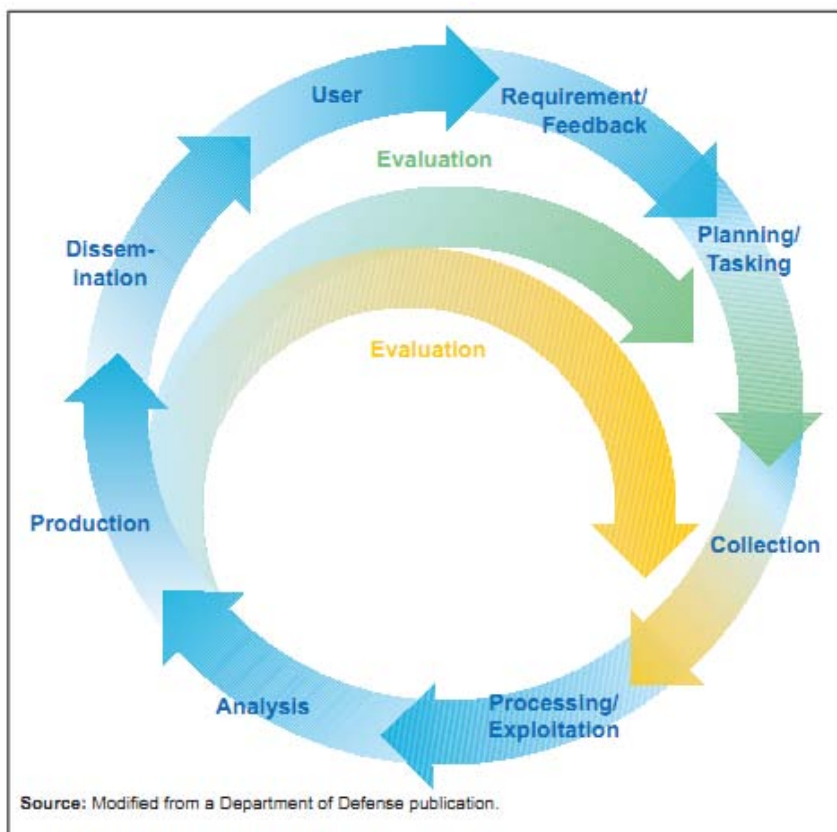 User
Requirement/
Feedback
Evaluation
Planning/
Tasking
Dissem-
ination
Evaluation
Production
Collection
Analysis
Processing/
Exploitation
Source: Modified from a Department of Defense publication.